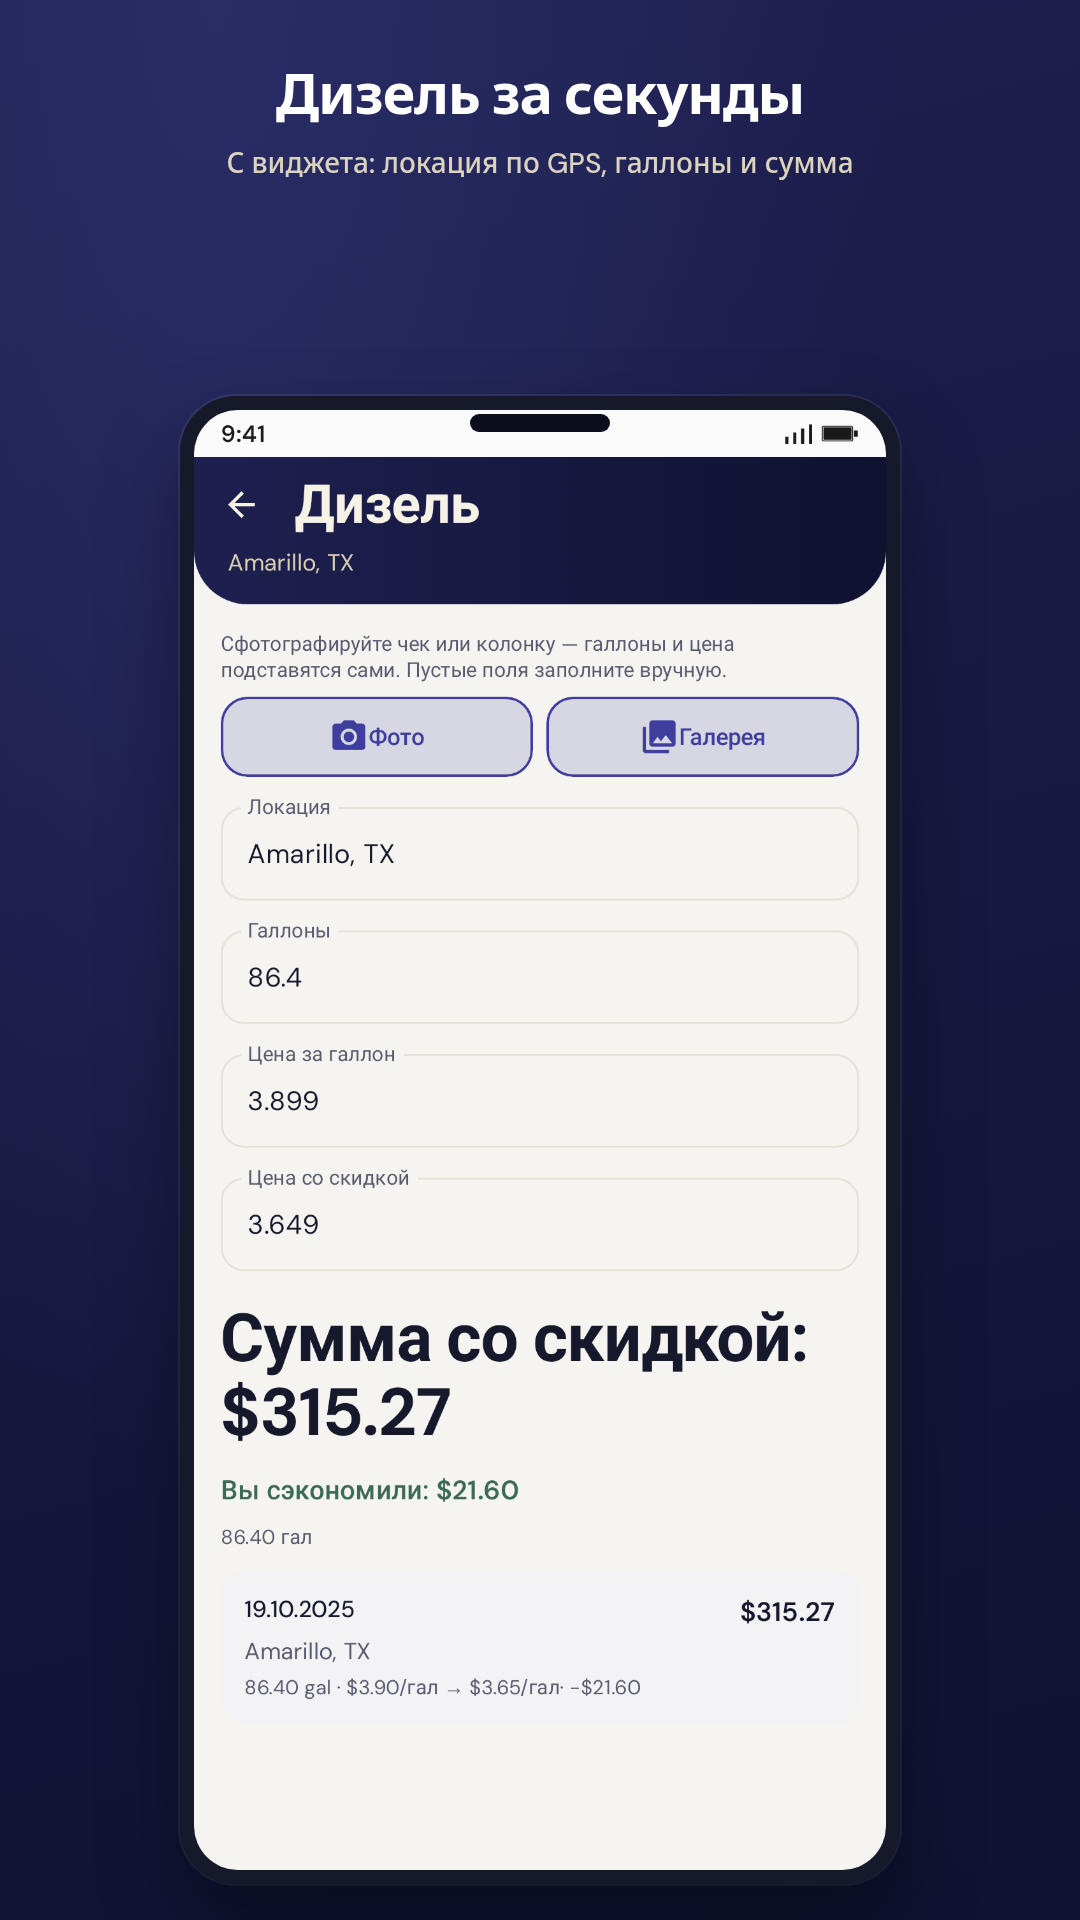 Дизель за секунды
С виджета: локация по GPS, галлоны и сумма
9:41
Дизель
Amarillo, TX
Сфотографируйте чек или колонку — галлоны и цена
подставятся сами. Пустые поля заполните вручную.
Фото
Галерея
Локация
Amarillo, TX
Галлоны
86.4
Цена за галлон
3.899
Цена со скидкой
3.649
Сумма со скидкой:
$315.27
Вы сэкономили: $21.60
86.40 гал
19.10.2025
$315.27
Amarillo, TX
86.40 gal · $3.90/гал → $3.65/гал· −$21.60